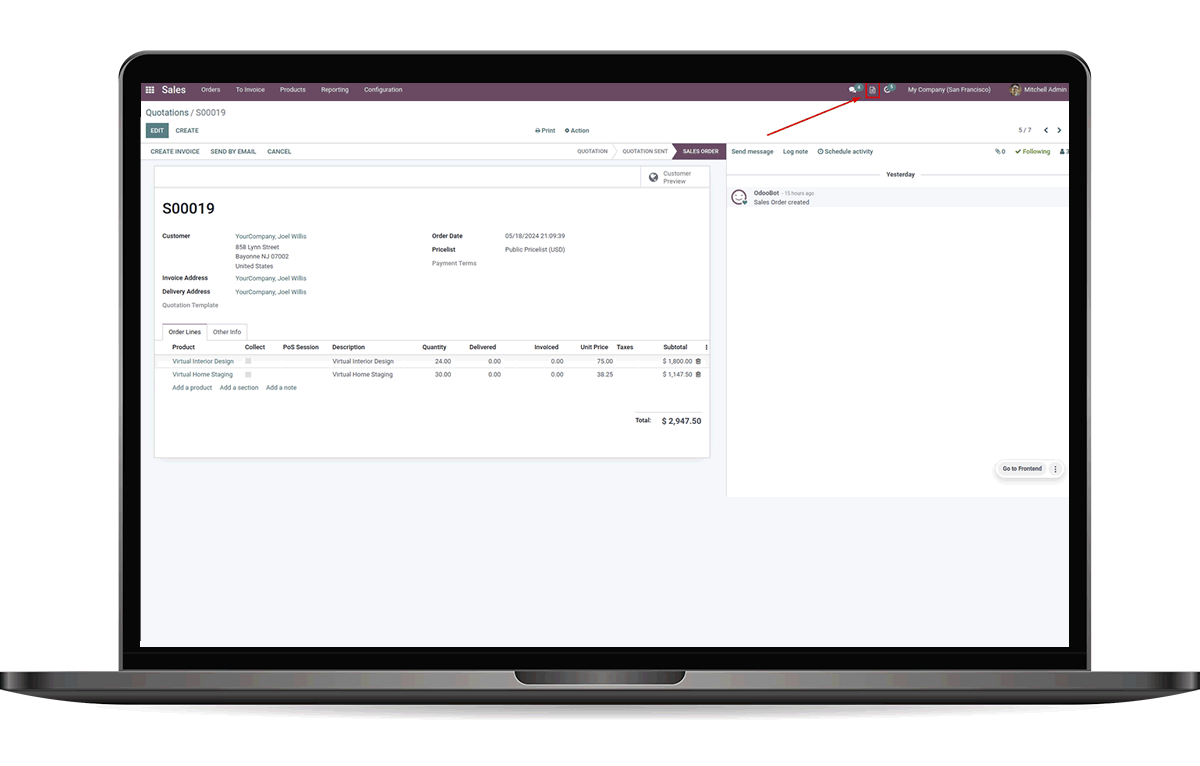 Sales Orders To Invoice Products Reporting Configuration My Company (San Francisco) Mitchell Admin
Quotations / S00019
EDIT CREATE Print Action 5 / 7
CREATE INVOICE SEND BY EMAIL CANCEL QUOTATION QUOTATION SENT SALES ORDER Send message Log note Schedule activity 0 Following 3
Yesterday
Customer
Preview
OdooBot - 15 hours ago
Sales Order created
S00019
Customer YourCompany, Joel Willis Order Date 05/18/2024 21:09:39
858 Lynn Street
Pricelist Public Pricelist (USD)
Bayonne NJ 07002
Payment Terms
United States
Invoice Address YourCompany, Joel Willis
Delivery Address YourCompany, Joel Willis
Quotation Template
Order Lines Other Info
Product Collect PoS Session Description Quantity Delivered Invoiced Unit Price Taxes Subtotal
Virtual Interior Design Virtual Interior Design 24.00 0.00 0.00 75.00 $ 1,800.00
Virtual Home Staging Virtual Home Staging 30.00 0.00 0.00 38.25 $ 1,147.50
Add a product Add a section Add a note
Total: $ 2,947.50
Go to Frontend